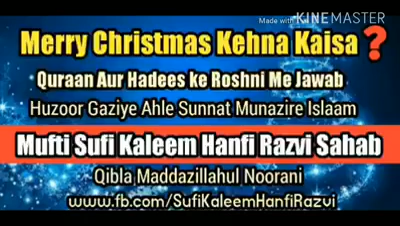 Made with KINEMASTER
Merry Christmas Kehna Kaisa ?
Quraan Aur Hadees ke Roshni Me Jawab
Huzoor Gaziye Ahle Sunnat Munazire Islaam
Mufti Sufi Kaleem Hanfi Razvi Sahab
Qibla Maddazillahul Noorani
www.fb.com/SufiKaleemHanfiRazvi